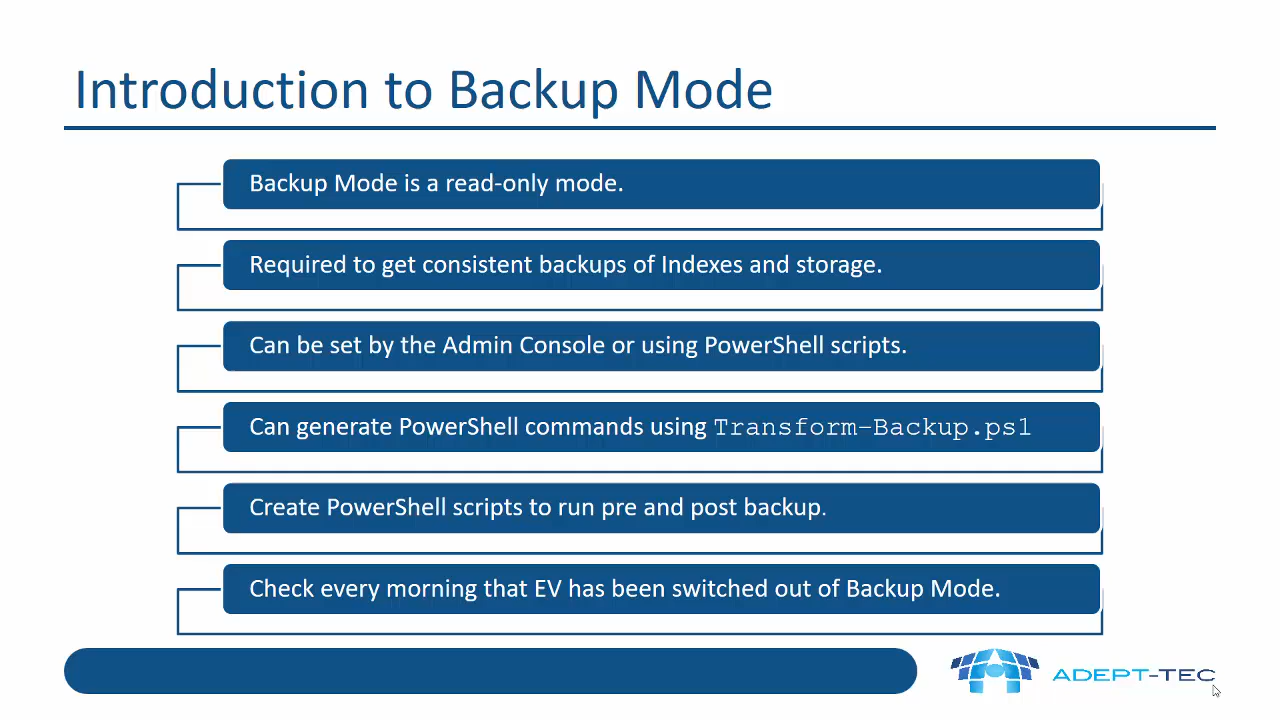 Introduction to Backup Mode
Backup Mode is a read-only mode.
Required to get consistent backups of Indexes and storage.
Can be set by the Admin Console or using PowerShell scripts.
Can generate PowerShell commands using Transform-Backup.ps1
Create PowerShell scripts to run pre and post backup.
Check every morning that EV has been switched out of Backup Mode.
ADEPT-TEC